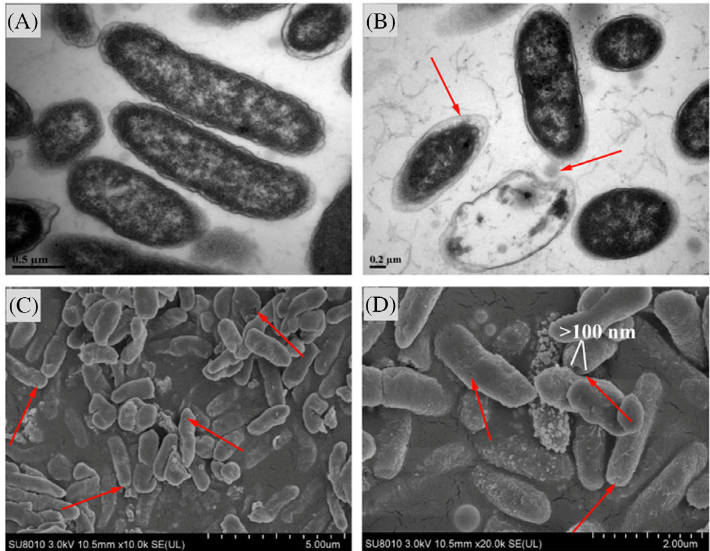 (A)
(B)
0.5 μm
0.2 μm
(C)
(D)
>100 nm
SU8010 3.0kV 10.5mm x10.0k SE(UL)
5.00um
SU8010 3.0kV 10.5mm x20.0k SE(UL)
2.00um